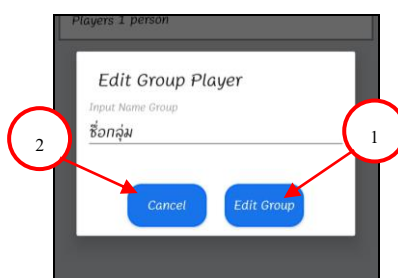 Players 1 person
Edit Group Player
Input Name Group
ชื่อกลุ่ม
2
1
Cancel
Edit Group